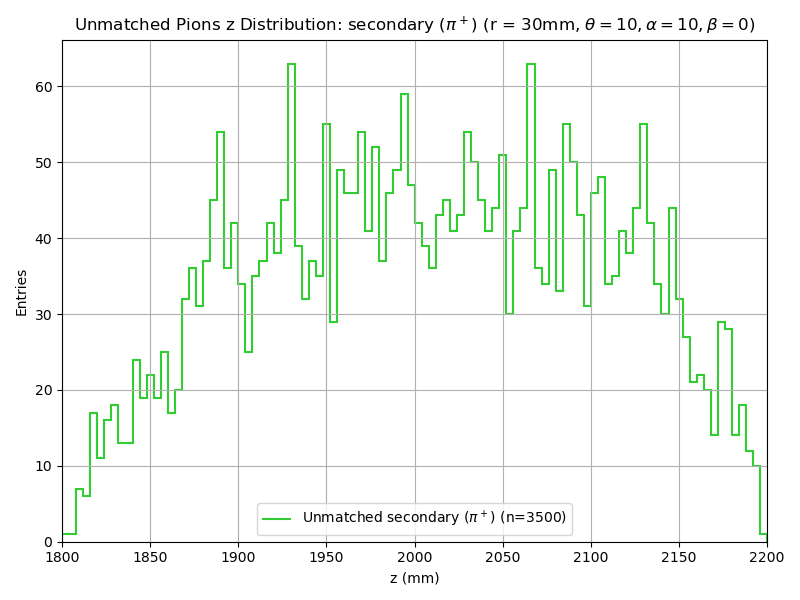 Unmatched Pions z Distribution: secondary (π⁺) (r = 30mm, θ = 10, α = 10, β = 0)
Entries
60
50
40
30
20
10
0
Unmatched secondary (π⁺) (n=3500)
1800 1850 1900 1950 2000 2050 2100 2150 2200
z (mm)